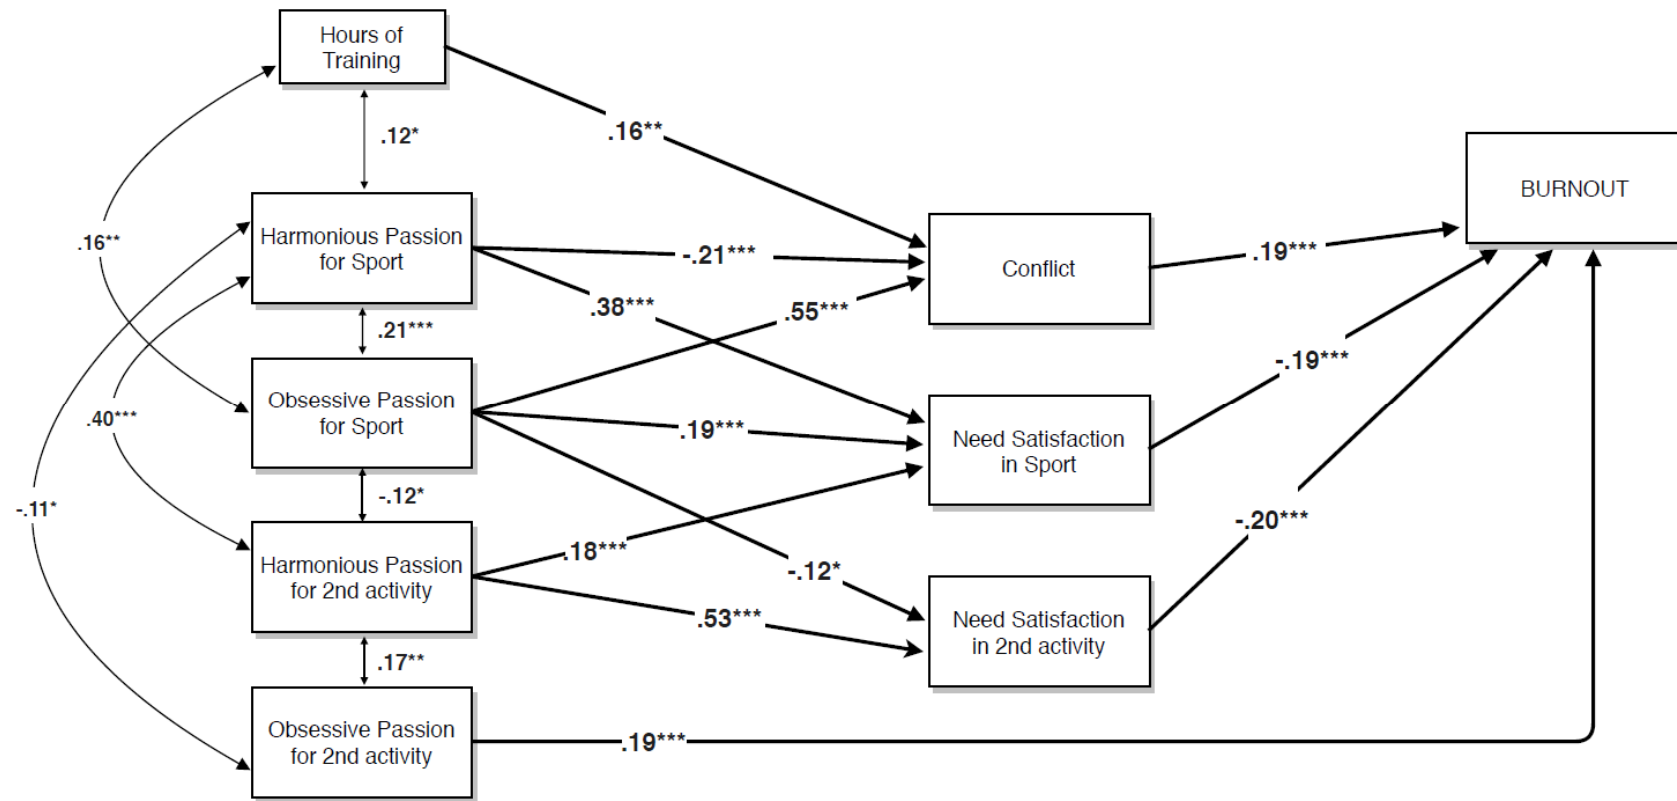 Hours of
Training
.12*
.16**
BURNOUT
Harmonious Passion
for Sport
.16**
-.21***
Conflict
.19***
.38***
.55***
.21***
-.19***
Obsessive Passion
for Sport
.40***
.19***
Need Satisfaction
in Sport
-.12*
-.11*
-.20***
.18***
Harmonious Passion
for 2nd activity
-.12*
.53***
Need Satisfaction
in 2nd activity
.17**
Obsessive Passion
for 2nd activity
.19***